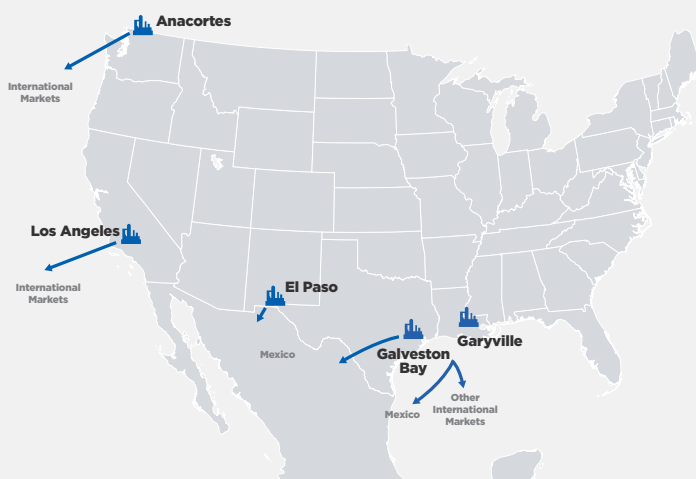 Anacortes
International
Markets
Los Angeles
International
Markets
El Paso
Mexico
Galveston
Bay
Garyville
Mexico
Other
International
Markets